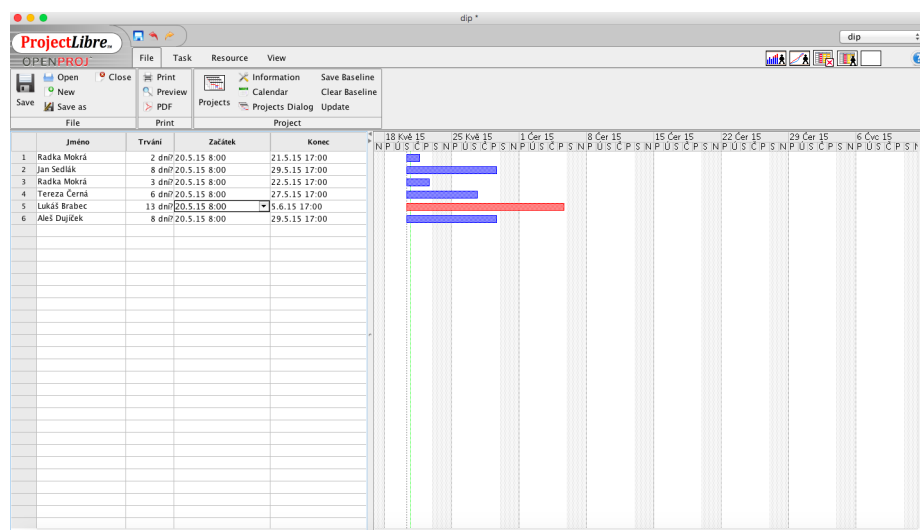 dip *
ProjectLibre™
OPENPROJ
dip
File Task Resource View
Save
Open
New
Save as
Close
File
Print
Preview
PDF
Print
Projects
Information
Calendar
Projects Dialog
Save Baseline
Clear Baseline
Update
Project
Jméno Trvání Začátek Konec
18 Kvě 15 25 Kvě 15 1 Čer 15 8 Čer 15 15 Čer 15 22 Čer 15 29 Čer 15 6 Čvc 15
N P Ú S Č P S N P Ú S Č P S N P Ú S Č P S N P Ú S Č P S N P Ú S Č P S N P Ú S Č P S N P Ú S Č P S N P Ú S Č P S N
1 Radka Mokrá 2 dní? 20.5.15 8:00 21.5.15 17:00
2 Jan Sedlák 8 dní? 20.5.15 8:00 29.5.15 17:00
3 Radka Mokrá 3 dní? 20.5.15 8:00 22.5.15 17:00
4 Tereza Černá 6 dní? 20.5.15 8:00 27.5.15 17:00
5 Lukáš Brabec 13 dní? 20.5.15 8:00 5.6.15 17:00
6 Aleš Dujíček 8 dní? 20.5.15 8:00 29.5.15 17:00